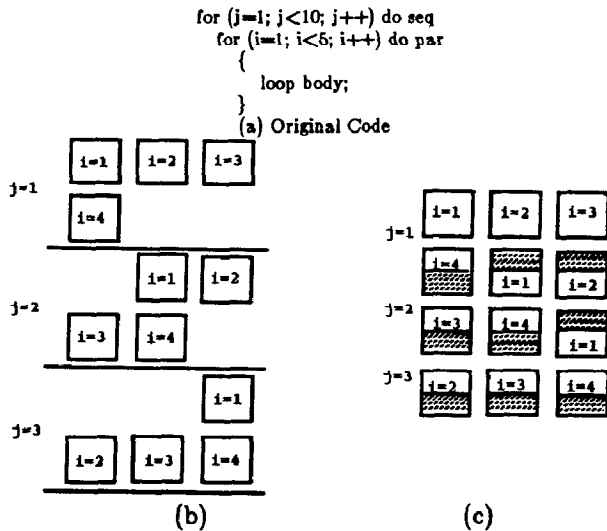 for (j=1; j<10; j++) do seq
for (i=1; i<5; i++) do par
{
loop body;
}
(a) Original Code
j=1
i=1 i=2 i=3
i=4
j=2
i=1 i=2
i=3 i=4
j=3
i=1
i=2 i=3 i=4
(b)
j=1
i=1 i=2 i=3
i=4 i=1 i=2
j=2
i=3 i=4 i=1
j=3
i=2 i=3 i=4
(c)